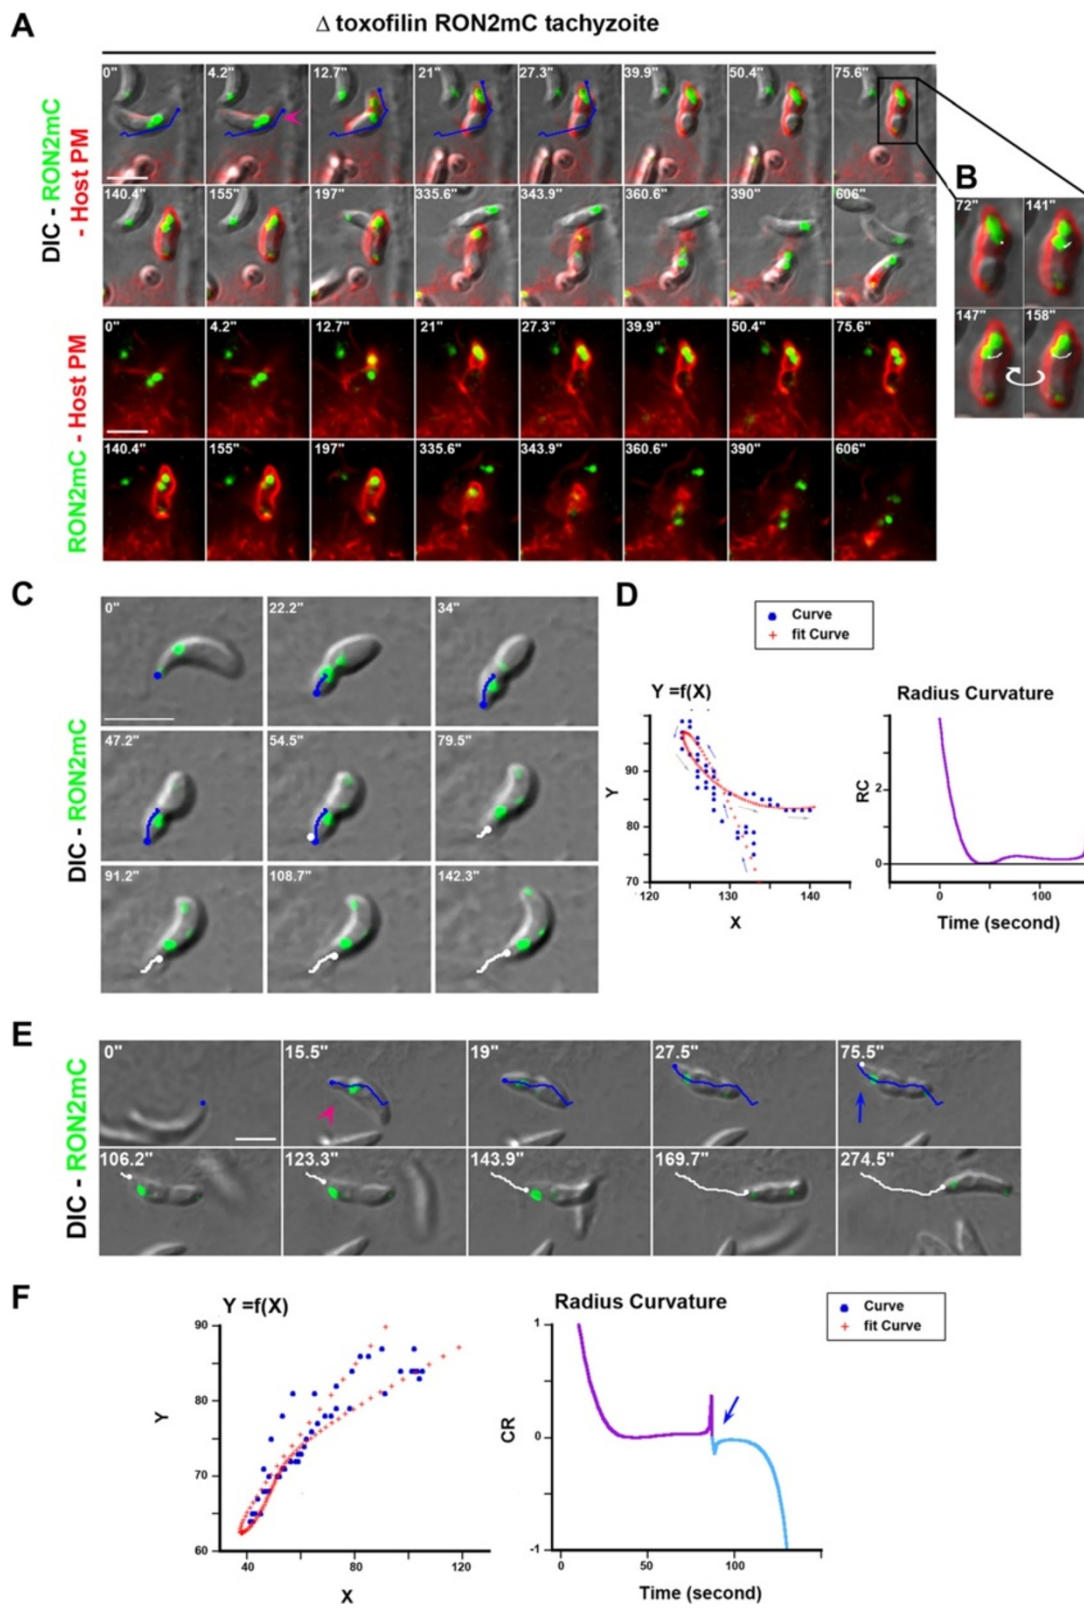 A
Δ toxofilin RON2mC tachyzoite
DIC - RON2mC
- Host PM
0" 4.2" 12.7" 21" 27.3" 39.9" 50.4" 75.6"
140.4" 155" 197" 335.6" 343.9" 360.6" 390" 606"
B
72" 141"
147" 158"
RON2mC - Host PM
0" 4.2" 12.7" 21" 27.3" 39.9" 50.4" 75.6"
140.4" 155" 197" 335.6" 343.9" 360.6" 390" 606"
C
DIC - RON2mC
0" 22.2" 34"
47.2" 54.5" 79.5"
91.2" 108.7" 142.3"
D
Curve
fit Curve
Y =f(X)
Y
90
80
70
120 130 140
X
Radius Curvature
RC
2
0
0 100
Time (second)
E
DIC - RON2mC
0" 15.5" 19" 27.5" 75.5"
106.2" 123.3" 143.9" 169.7" 274.5"
F
Y =f(X)
Y
90
80
70
60
40 80 120
X
Radius Curvature
CR
1
0
-1
0 50 100
Time (second)
Curve
fit Curve